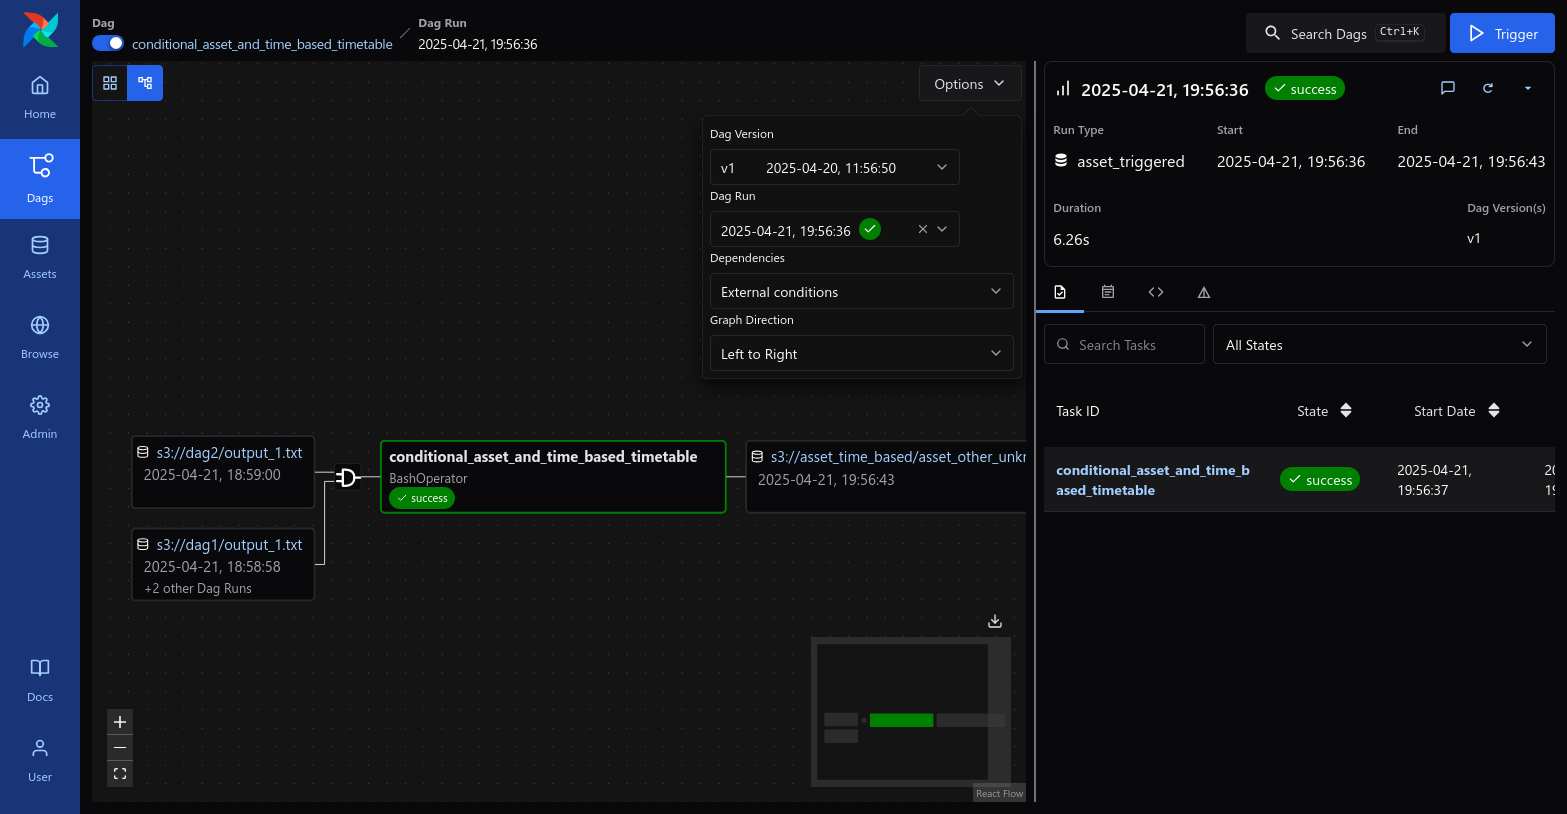 Dag
conditional_asset_and_time_based_timetable
Dag Run
2025-04-21, 19:56:36
Search Dags Ctrl+K
Trigger
Home
Dags
Assets
Browse
Admin
Docs
User
Options
Dag Version
v1 2025-04-20, 11:56:50
Dag Run
2025-04-21, 19:56:36
Dependencies
External conditions
Graph Direction
Left to Right
s3://dag2/output_1.txt
2025-04-21, 18:59:00
s3://dag1/output_1.txt
2025-04-21, 18:58:58
+2 other Dag Runs
conditional_asset_and_time_based_timetable
BashOperator
success
s3://asset_time_based/asset_other_unkr
2025-04-21, 19:56:43
React Flow
2025-04-21, 19:56:36 success
Run Type Start End
asset_triggered 2025-04-21, 19:56:36 2025-04-21, 19:56:43
Duration Dag Version(s)
6.26s v1
Search Tasks All States
Task ID State Start Date
conditional_asset_and_time_b
ased_timetable
success
2025-04-21,
19:56:37
20
19